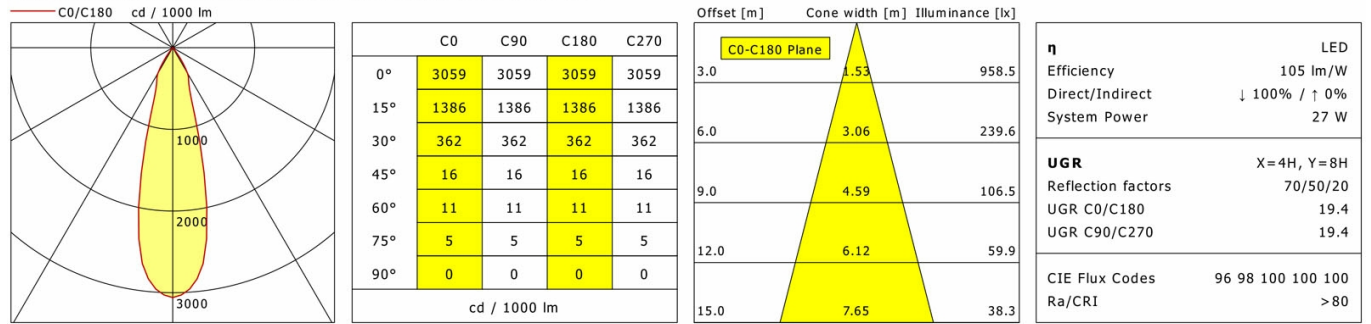 C0/C180 cd / 1000 lm
1000
2000
3000
C0 C90 C180 C270
0° 3059 3059 3059 3059
15° 1386 1386 1386 1386
30° 362 362 362 362
45° 16 16 16 16
60° 11 11 11 11
75° 5 5 5 5
90° 0 0 0 0
cd / 1000 lm
Offset [m] Cone width [m] Illuminance [lx]
C0-C180 Plane
3.0 1.53 958.5
6.0 3.06 239.6
9.0 4.59 106.5
12.0 6.12 59.9
15.0 7.65 38.3
η LED
Efficiency 105 lm/W
Direct/Indirect ↓ 100% / ↑ 0%
System Power 27 W
UGR X=4H, Y=8H
Reflection factors 70/50/20
UGR C0/C180 19.4
UGR C90/C270 19.4
CIE Flux Codes 96 98 100 100 100
Ra/CRI >80